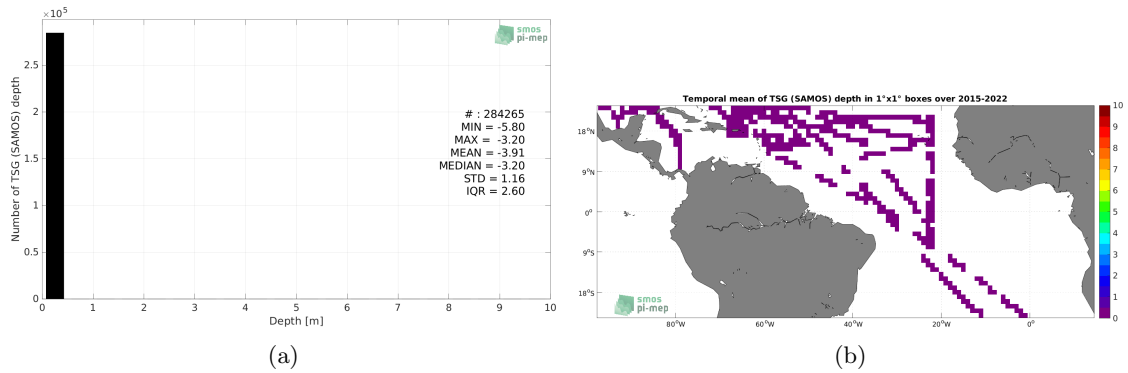 ×10⁵
smos
pi-mep
2.5
2
1.5
1
0.5
0
Number of TSG (SAMOS) depth
# : 284265
MIN = -5.80
MAX = -3.20
MEAN = -3.91
MEDIAN = -3.20
STD = 1.16
IQR = 2.60
0 1 2 3 4 5 6 7 8 9 10
Depth [m]
(a)
Temporal mean of TSG (SAMOS) depth in 1°x1° boxes over 2015-2022
18°N
9°N
0°
9°S
18°S
80°W 60°W 40°W 20°W 0°
smos
pi-mep
10
9
8
7
6
5
4
3
2
1
0
(b)